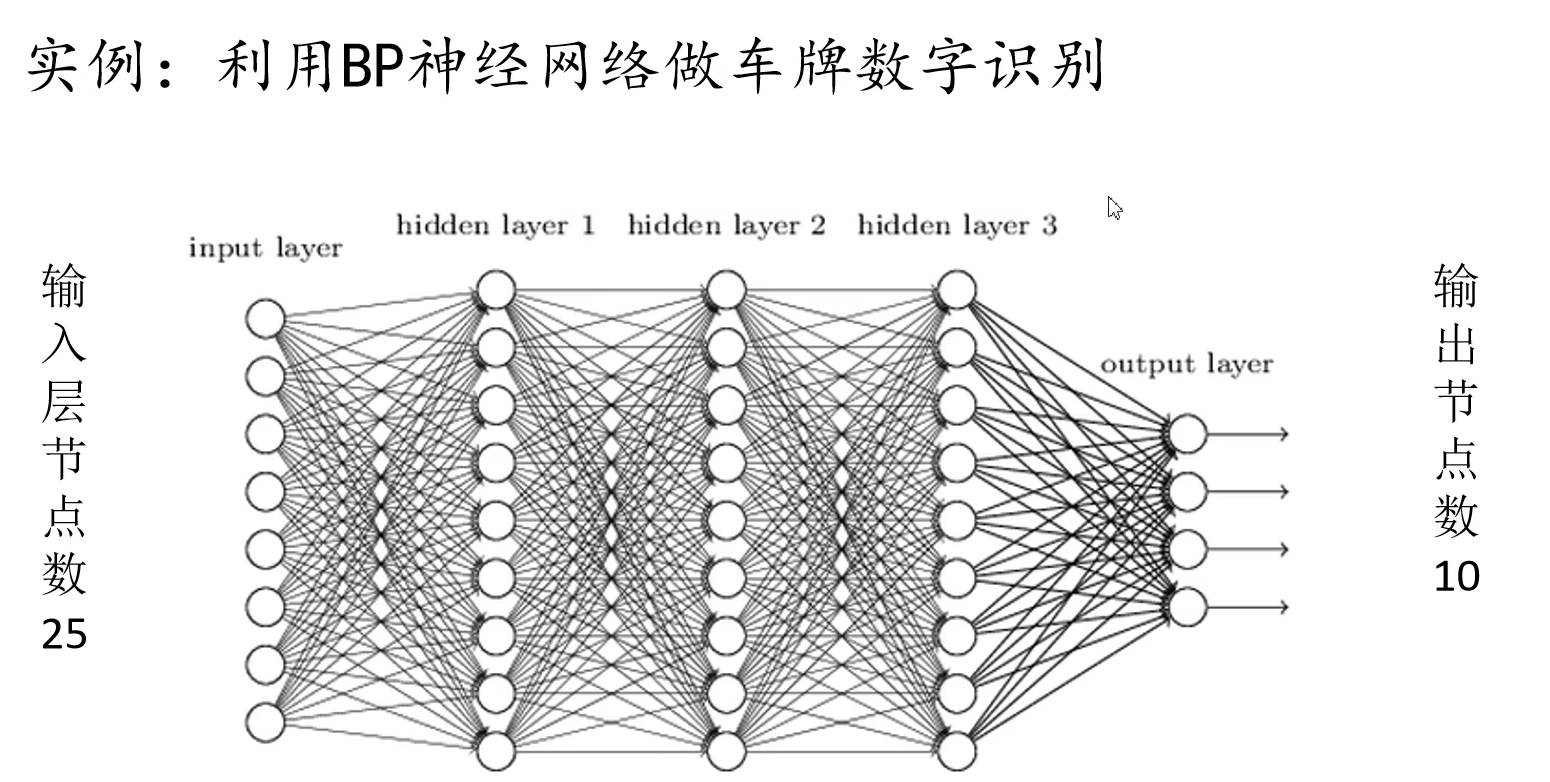 实例：利用BP神经网络做车牌数字识别
hidden layer 1 hidden layer 2 hidden layer 3
input layer
输入层节点数25
output layer
输出节点数10